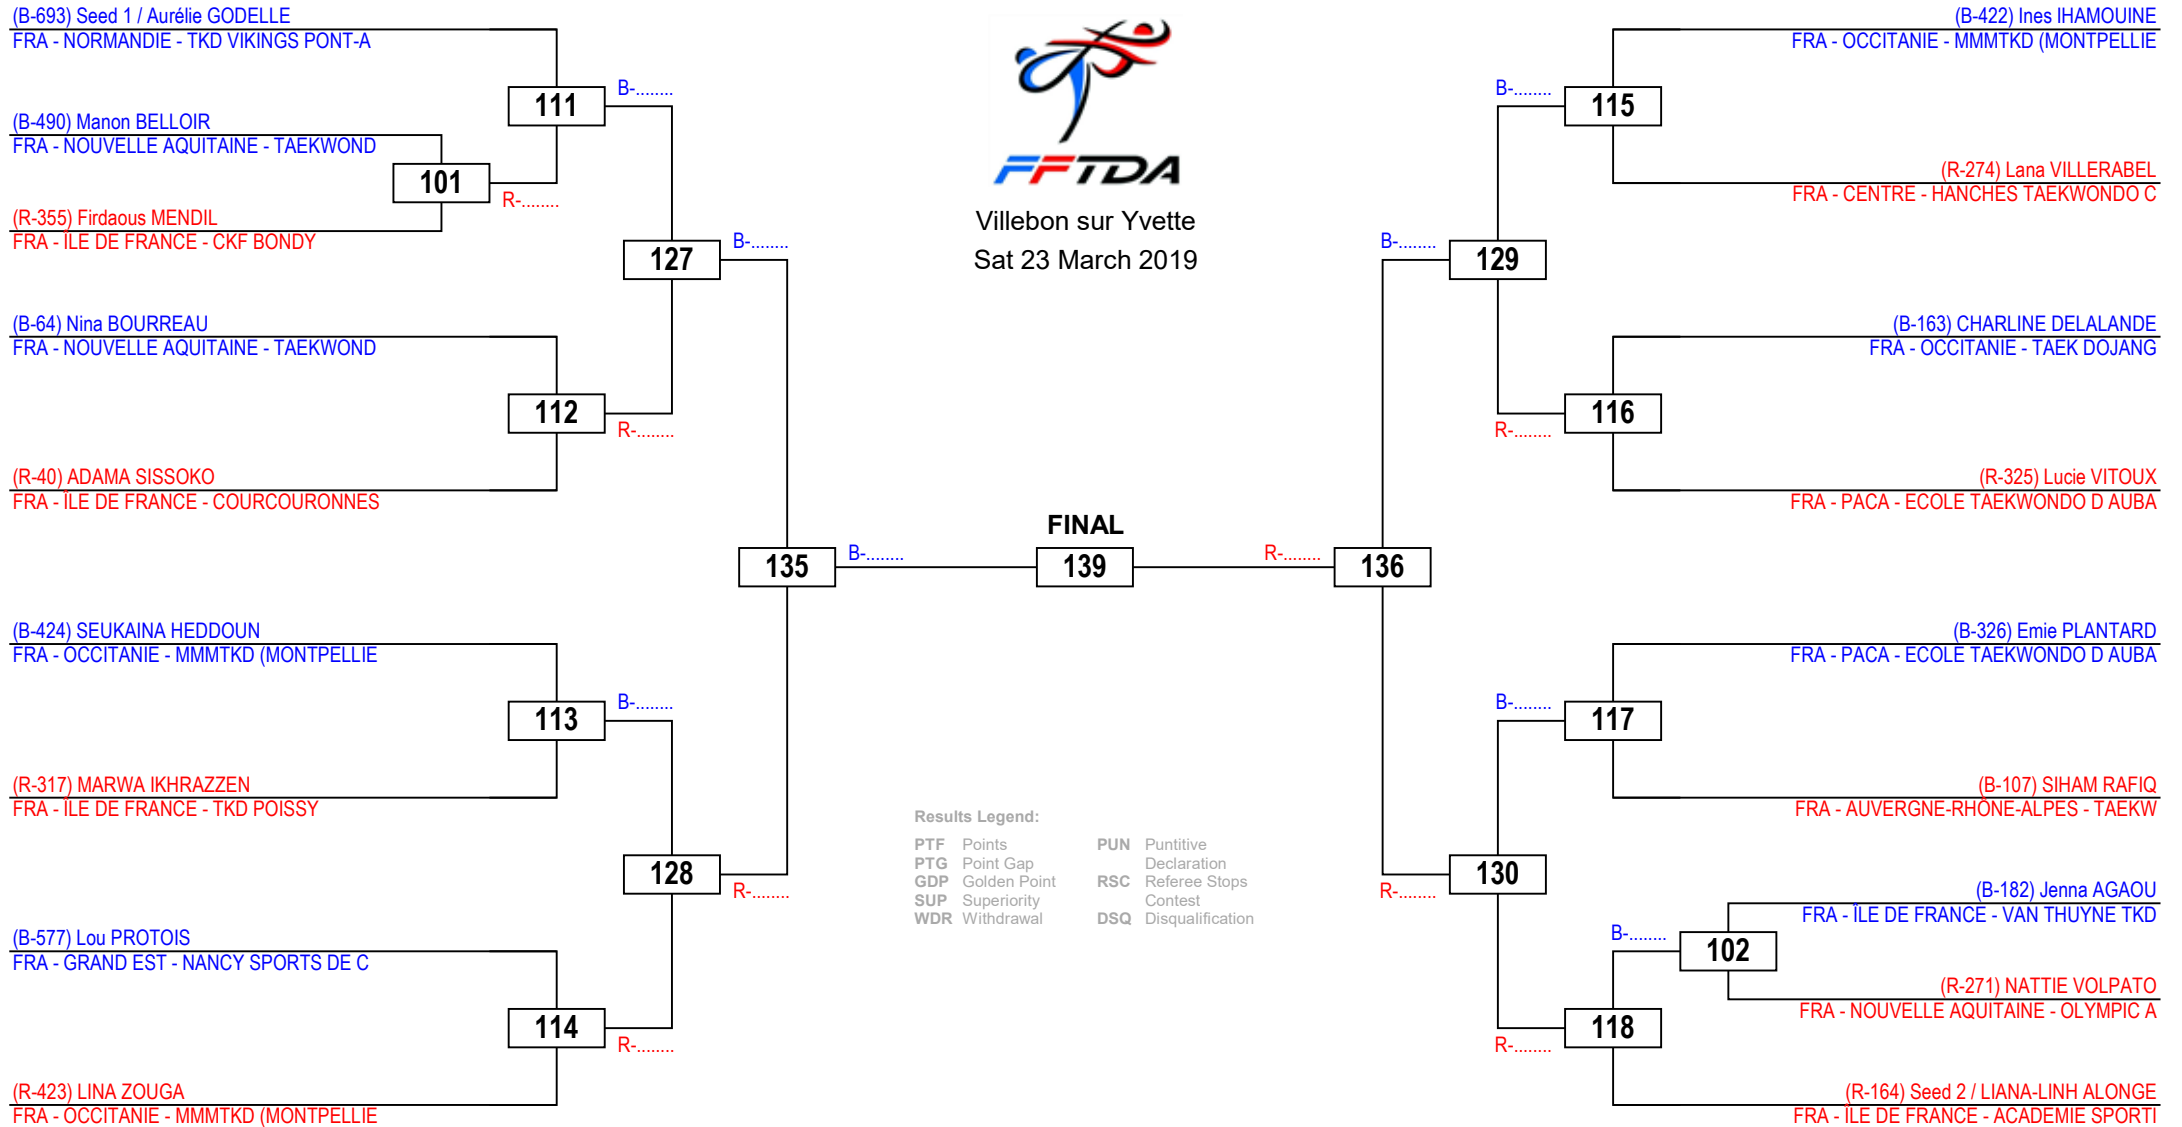 (B-693) Seed 1 / Aurélie GODELLE
FRA - NORMANDIE - TKD VIKINGS PONT-A
111
B-........
(B-490) Manon BELLOIR
FRA - NOUVELLE AQUITAINE - TAEKWOND
101
R-........
(R-355) Firdaous MENDIL
FRA - ÎLE DE FRANCE - CKF BONDY
127
B-........
(B-64) Nina BOURREAU
FRA - NOUVELLE AQUITAINE - TAEKWOND
112
R-........
(R-40) ADAMA SISSOKO
FRA - ÎLE DE FRANCE - COURCOURONNES
135
B-........
(B-424) SEUKAINA HEDDOUN
FRA - OCCITANIE - MMMTKD (MONTPELLIE
113
B-........
(R-317) MARWA IKHRAZZEN
FRA - ÎLE DE FRANCE - TKD POISSY
128
R-........
(B-577) Lou PROTOIS
FRA - GRAND EST - NANCY SPORTS DE C
114
R-........
(R-423) LINA ZOUGA
FRA - OCCITANIE - MMMTKD (MONTPELLIE
FFTDA
Villebon sur Yvette
Sat 23 March 2019
FINAL
139
Results Legend:
PTF Points
PTG Point Gap
GDP Golden Point
SUP Superiority
WDR Withdrawal
PUN Puntitive
Declaration
RSC Referee Stops
Contest
DSQ Disqualification
(B-422) Ines IHAMOUINE
FRA - OCCITANIE - MMMTKD (MONTPELLIE
B-........
115
(R-274) Lana VILLERABEL
FRA - CENTRE - HANCHES TAEKWONDO C
B-........
129
(B-163) CHARLINE DELALANDE
FRA - OCCITANIE - TAEK DOJANG
116
R-........
(R-325) Lucie VITOUX
FRA - PACA - ECOLE TAEKWONDO D AUBA
R-........
136
(B-326) Emie PLANTARD
FRA - PACA - ECOLE TAEKWONDO D AUBA
B-........
117
(B-107) SIHAM RAFIQ
FRA - AUVERGNE-RHÔNE-ALPES - TAEKW
130
R-........
(B-182) Jenna AGAOU
FRA - ÎLE DE FRANCE - VAN THUYNE TKD
B-........
102
(R-271) NATTIE VOLPATO
FRA - NOUVELLE AQUITAINE - OLYMPIC A
118
R-........
(R-164) Seed 2 / LIANA-LINH ALONGE
FRA - ÎLE DE FRANCE - ACADEMIE SPORTI